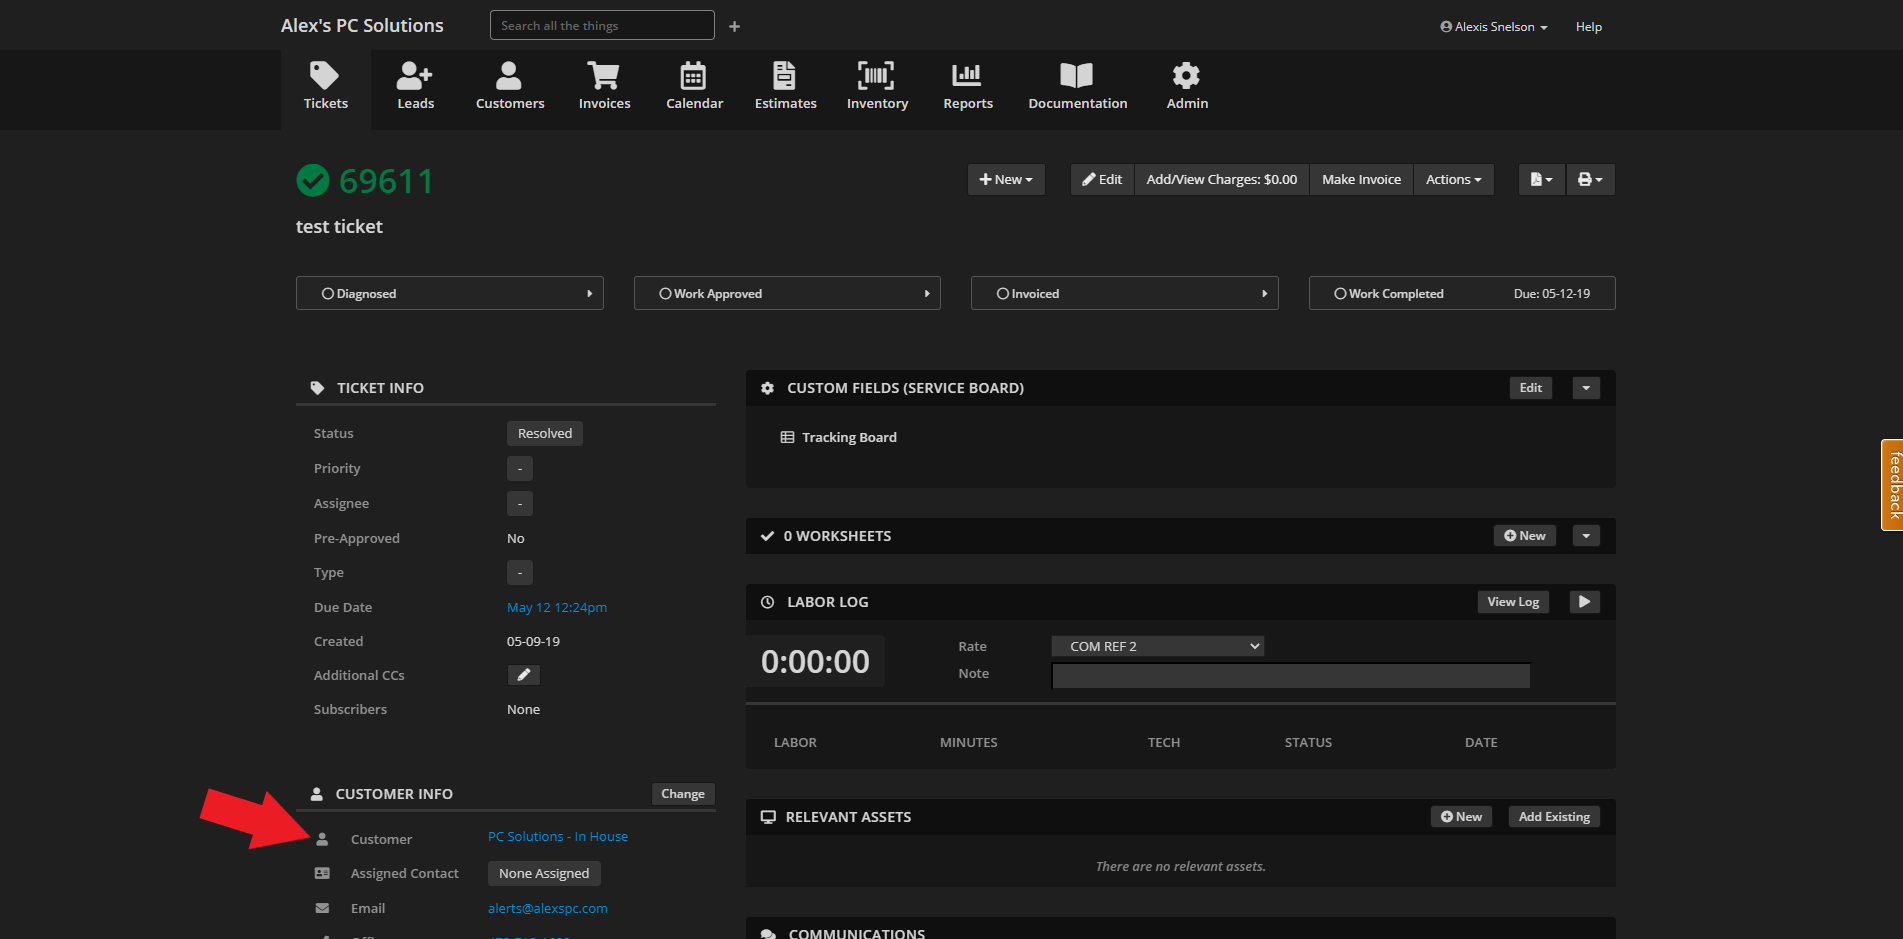 Alex's PC Solutions
Search all the things
Alexis Snelson
Help
Tickets
Leads
Customers
Invoices
Calendar
Estimates
Inventory
Reports
Documentation
Admin
69611
New
Edit
Add/View Charges: $0.00
Make Invoice
Actions
test ticket
Diagnosed
Work Approved
Invoiced
Work Completed
Due: 05-12-19
TICKET INFO
Status Resolved
Priority -
Assignee -
Pre-Approved No
Type -
Due Date May 12 12:24pm
Created 05-09-19
Additional CCs
Subscribers None
CUSTOMER INFO
Change
Customer PC Solutions - In House
Assigned Contact None Assigned
Email alerts@alexspc.com
CUSTOM FIELDS (SERVICE BOARD)
Edit
Tracking Board
0 WORKSHEETS
New
LABOR LOG
View Log
0:00:00
Rate COM REF 2
Note
LABOR MINUTES TECH STATUS DATE
RELEVANT ASSETS
New
Add Existing
There are no relevant assets.
COMMUNICATIONS
feedback